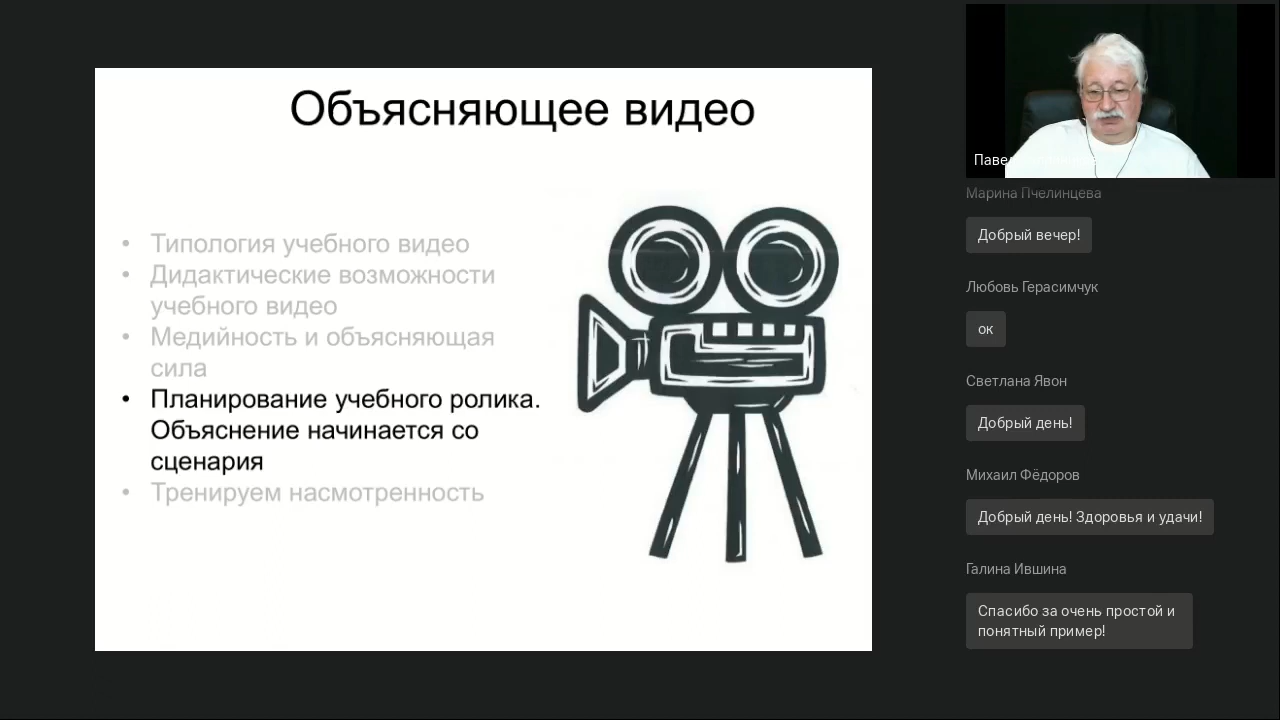 Объясняющее видео
• Типология учебного видео
• Дидактические возможности
учебного видео
• Медийность и объясняющая
сила
• Планирование учебного ролика.
Объяснение начинается со
сценария
• Тренируем насмотренность
Марина Пчелинцева
Добрый вечер!
Любовь Герасимчук
ок
Светлана Явон
Добрый день!
Михаил Фёдоров
Добрый день! Здоровья и удачи!
Галина Ившина
Спасибо за очень простой и
понятный пример!